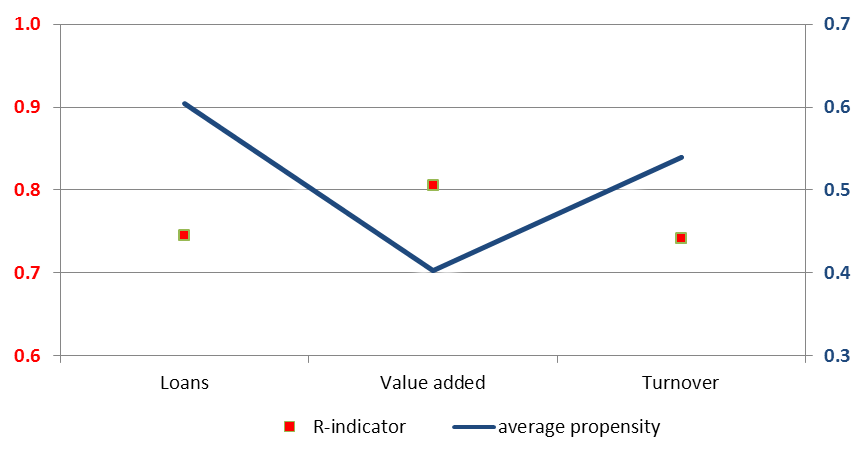 1.0 0.7
0.9 0.6
0.8 0.5
0.7 0.4
0.6 0.3
Loans Value added Turnover
R-indicator average propensity